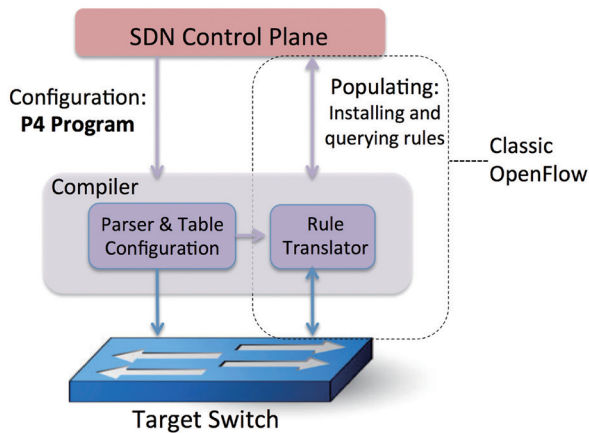 SDN Control Plane
Configuration:
P4 Program
Populating:
Installing and
querying rules
Classic
OpenFlow
Compiler
Parser & Table
Configuration
Rule
Translator
Target Switch